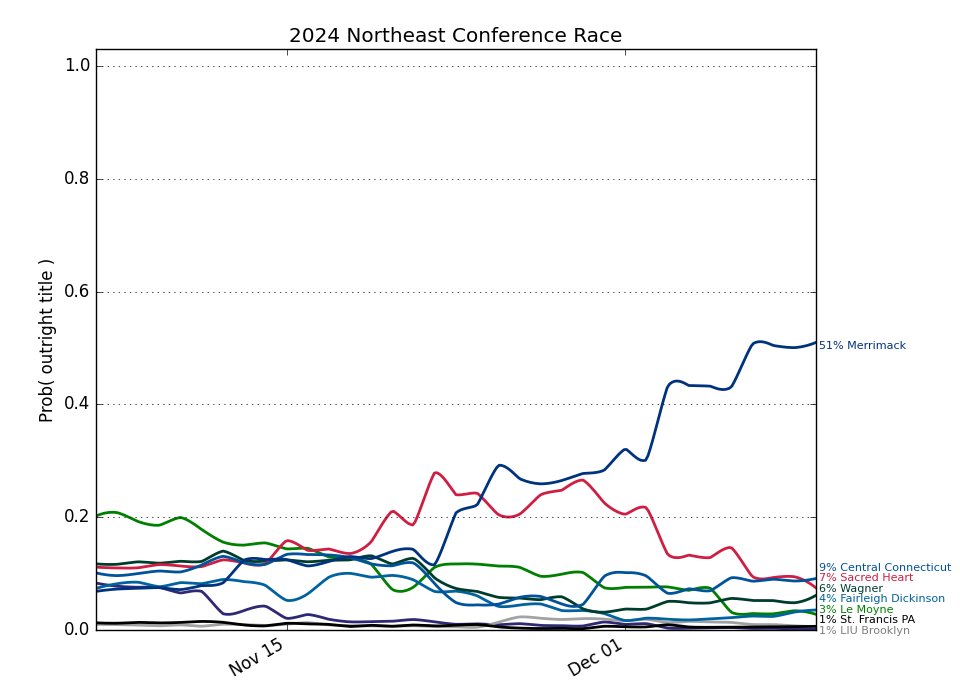 2024 Northeast Conference Race
Prob( outright title )
1.0
0.8
0.6
0.4
0.2
0.0
Nov 15
Dec 01
51% Merrimack
9% Central Connecticut
7% Sacred Heart
6% Wagner
4% Fairleigh Dickinson
3% Le Moyne
1% St. Francis PA
1% LIU Brooklyn